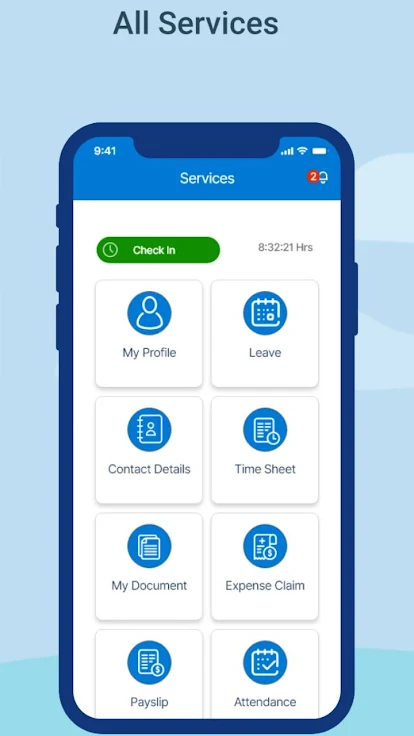 All Services
9:41
Services
2
Check In
8:32:21 Hrs
My Profile
Leave
Contact Details
Time Sheet
My Document
Expense Claim
Payslip
Attendance